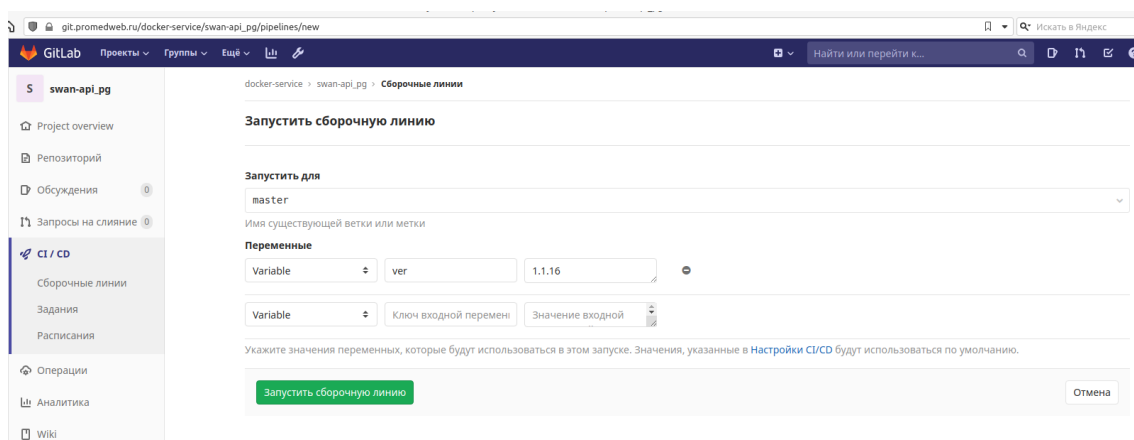 git.promedweb.ru/docker-service/swan-api_pg/pipelines/new
Искать в Яндекс
GitLab Проекты Группы Ещё Найти или перейти к...
S swan-api_pg
Project overview
Репозиторий
Обсуждения 0
Запросы на слияние 0
CI / CD
Сборочные линии
Задания
Расписания
Операции
Аналитика
Wiki
docker-service > swan-api_pg > Сборочные линии
Запустить сборочную линию
Запустить для
master
Имя существующей ветки или метки
Переменные
Variable ver 1.1.16
Variable Ключ входной перемен Значение входной
Укажите значения переменных, которые будут использоваться в этом запуске. Значения, указанные в Настройки CI/CD будут использоваться по умолчанию.
Запустить сборочную линию Отмена